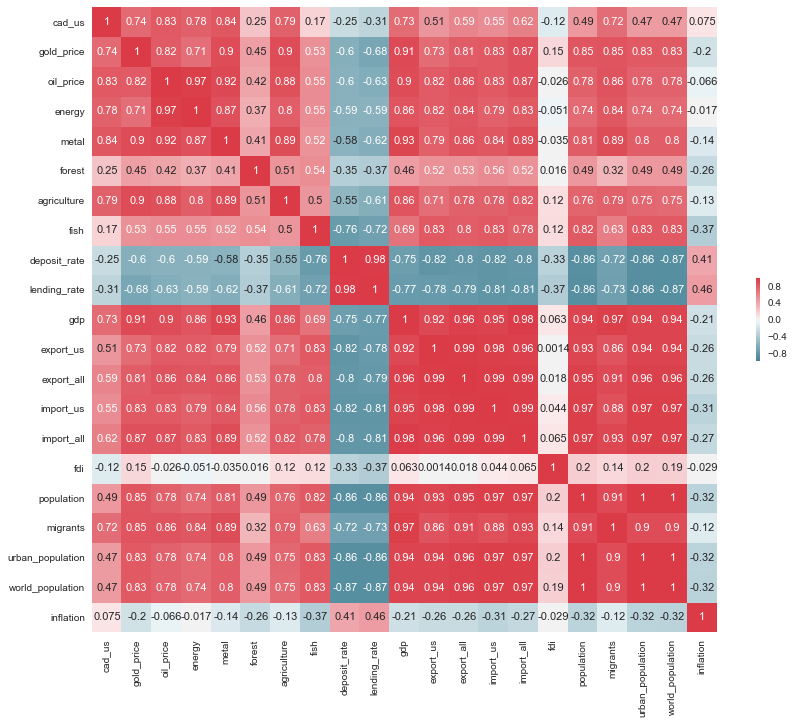 cad_us 1 0.74 0.83 0.78 0.84 0.25 0.79 0.17 -0.25 -0.31 0.73 0.51 0.59 0.55 0.62 -0.12 0.49 0.72 0.47 0.47 0.075
gold_price 0.74 1 0.82 0.71 0.9 0.45 0.9 0.53 -0.6 -0.68 0.91 0.73 0.81 0.83 0.87 0.15 0.85 0.85 0.83 0.83 -0.2
oil_price 0.83 0.82 1 0.97 0.92 0.42 0.88 0.55 -0.6 -0.63 0.9 0.82 0.86 0.83 0.87 -0.026 0.78 0.86 0.78 0.78 -0.066
energy 0.78 0.71 0.97 1 0.87 0.37 0.8 0.55 -0.59 -0.59 0.86 0.82 0.84 0.79 0.83 -0.051 0.74 0.84 0.74 0.74 -0.017
metal 0.84 0.9 0.92 0.87 1 0.41 0.89 0.52 -0.58 -0.62 0.93 0.79 0.86 0.84 0.89 -0.035 0.81 0.89 0.8 0.8 -0.14
forest 0.25 0.45 0.42 0.37 0.41 1 0.51 0.54 -0.35 -0.37 0.46 0.52 0.53 0.56 0.52 0.016 0.49 0.32 0.49 0.49 -0.26
agriculture 0.79 0.9 0.88 0.8 0.89 0.51 1 0.5 -0.55 -0.61 0.86 0.71 0.78 0.78 0.82 0.12 0.76 0.79 0.75 0.75 -0.13
fish 0.17 0.53 0.55 0.55 0.52 0.54 0.5 1 -0.76 -0.72 0.69 0.83 0.8 0.83 0.78 0.12 0.82 0.63 0.83 0.83 -0.37
deposit_rate -0.25 -0.6 -0.6 -0.59 -0.58 -0.35 -0.55 -0.76 1 0.98 -0.75 -0.82 -0.8 -0.82 -0.8 -0.33 -0.86 -0.72 -0.86 -0.87 0.41
lending_rate -0.31 -0.68 -0.63 -0.59 -0.62 -0.37 -0.61 -0.72 0.98 1 -0.77 -0.78 -0.79 -0.81 -0.81 -0.37 -0.86 -0.73 -0.86 -0.87 0.46
gdp 0.73 0.91 0.9 0.86 0.93 0.46 0.86 0.69 -0.75 -0.77 1 0.92 0.96 0.95 0.98 0.063 0.94 0.97 0.94 0.94 -0.21
export_us 0.51 0.73 0.82 0.82 0.79 0.52 0.71 0.83 -0.82 -0.78 0.92 1 0.99 0.98 0.96 0.0014 0.93 0.86 0.94 0.94 -0.26
export_all 0.59 0.81 0.86 0.84 0.86 0.53 0.78 0.8 -0.8 -0.79 0.96 0.99 1 0.99 0.99 0.018 0.95 0.91 0.96 0.96 -0.26
import_us 0.55 0.83 0.83 0.79 0.84 0.56 0.78 0.83 -0.82 -0.81 0.95 0.98 0.99 1 0.99 0.044 0.97 0.88 0.97 0.97 -0.31
import_all 0.62 0.87 0.87 0.83 0.89 0.52 0.82 0.78 -0.8 -0.81 0.98 0.96 0.99 0.99 1 0.065 0.97 0.93 0.97 0.97 -0.27
fdi -0.12 0.15 -0.026 -0.051 -0.035 0.016 0.12 0.12 -0.33 -0.37 0.063 0.0014 0.018 0.044 0.065 1 0.2 0.14 0.2 0.19 -0.029
population 0.49 0.85 0.78 0.74 0.81 0.49 0.76 0.82 -0.86 -0.86 0.94 0.93 0.95 0.97 0.97 0.2 1 0.91 1 1 -0.32
migrants 0.72 0.85 0.86 0.84 0.89 0.32 0.79 0.63 -0.72 -0.73 0.97 0.86 0.91 0.88 0.93 0.14 0.91 1 0.9 0.9 -0.12
urban_population 0.47 0.83 0.78 0.74 0.8 0.49 0.75 0.83 -0.86 -0.86 0.94 0.94 0.96 0.97 0.97 0.2 1 0.9 1 1 -0.32
world_population 0.47 0.83 0.78 0.74 0.8 0.49 0.75 0.83 -0.87 -0.87 0.94 0.94 0.96 0.97 0.97 0.19 1 0.9 1 1 -0.32
inflation 0.075 -0.2 -0.066 -0.017 -0.14 -0.26 -0.13 -0.37 0.41 0.46 -0.21 -0.26 -0.26 -0.31 -0.27 -0.029 -0.32 -0.12 -0.32 -0.32 1
cad_us
gold_price
oil_price
energy
metal
forest
agriculture
fish
deposit_rate
lending_rate
gdp
export_us
export_all
import_us
import_all
fdi
population
migrants
urban_population
world_population
inflation
0.8
0.4
0.0
−0.4
−0.8